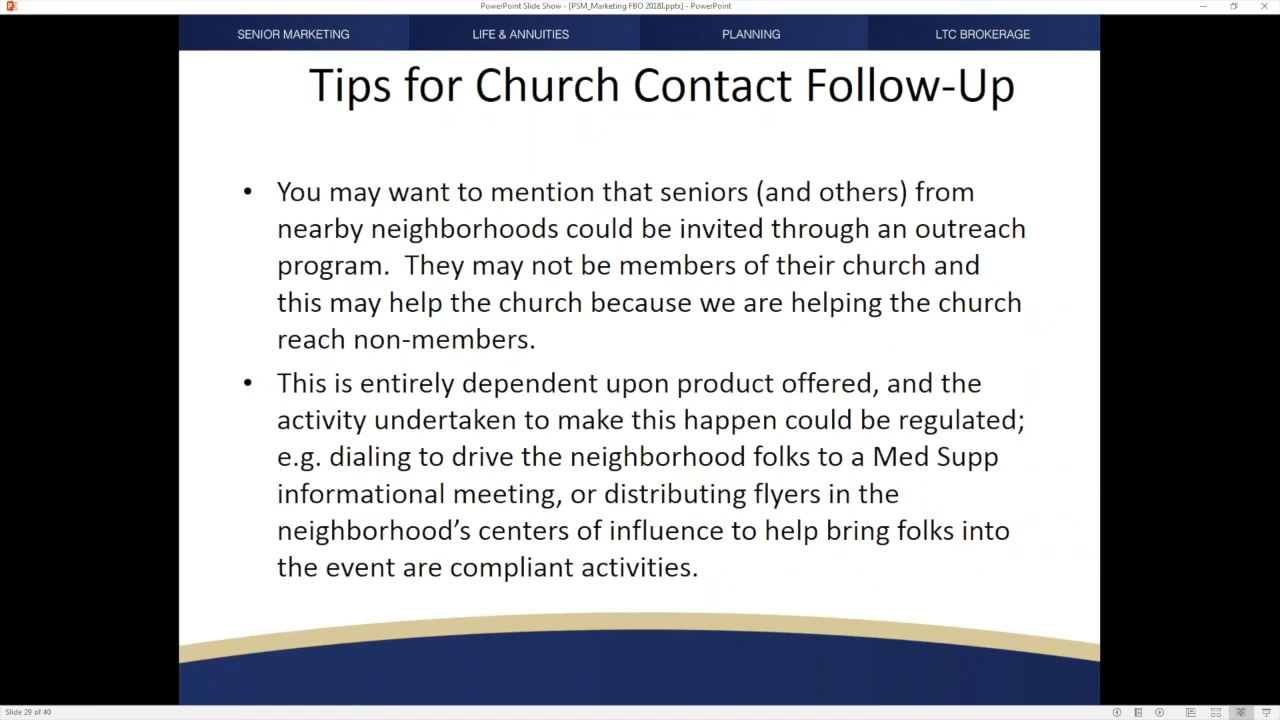 PowerPoint Slide Show - [PSM_Marketing FBO 2018I.pptx] - PowerPoint
SENIOR MARKETING
LIFE & ANNUITIES
PLANNING
LTC BROKERAGE
Tips for Church Contact Follow-Up
• You may want to mention that seniors (and others) from
nearby neighborhoods could be invited through an outreach
program.  They may not be members of their church and
this may help the church because we are helping the church
reach non-members.
• This is entirely dependent upon product offered, and the
activity undertaken to make this happen could be regulated;
e.g. dialing to drive the neighborhood folks to a Med Supp
informational meeting, or distributing flyers in the
neighborhood’s centers of influence to help bring folks into
the event are compliant activities.
Slide 29 of 40